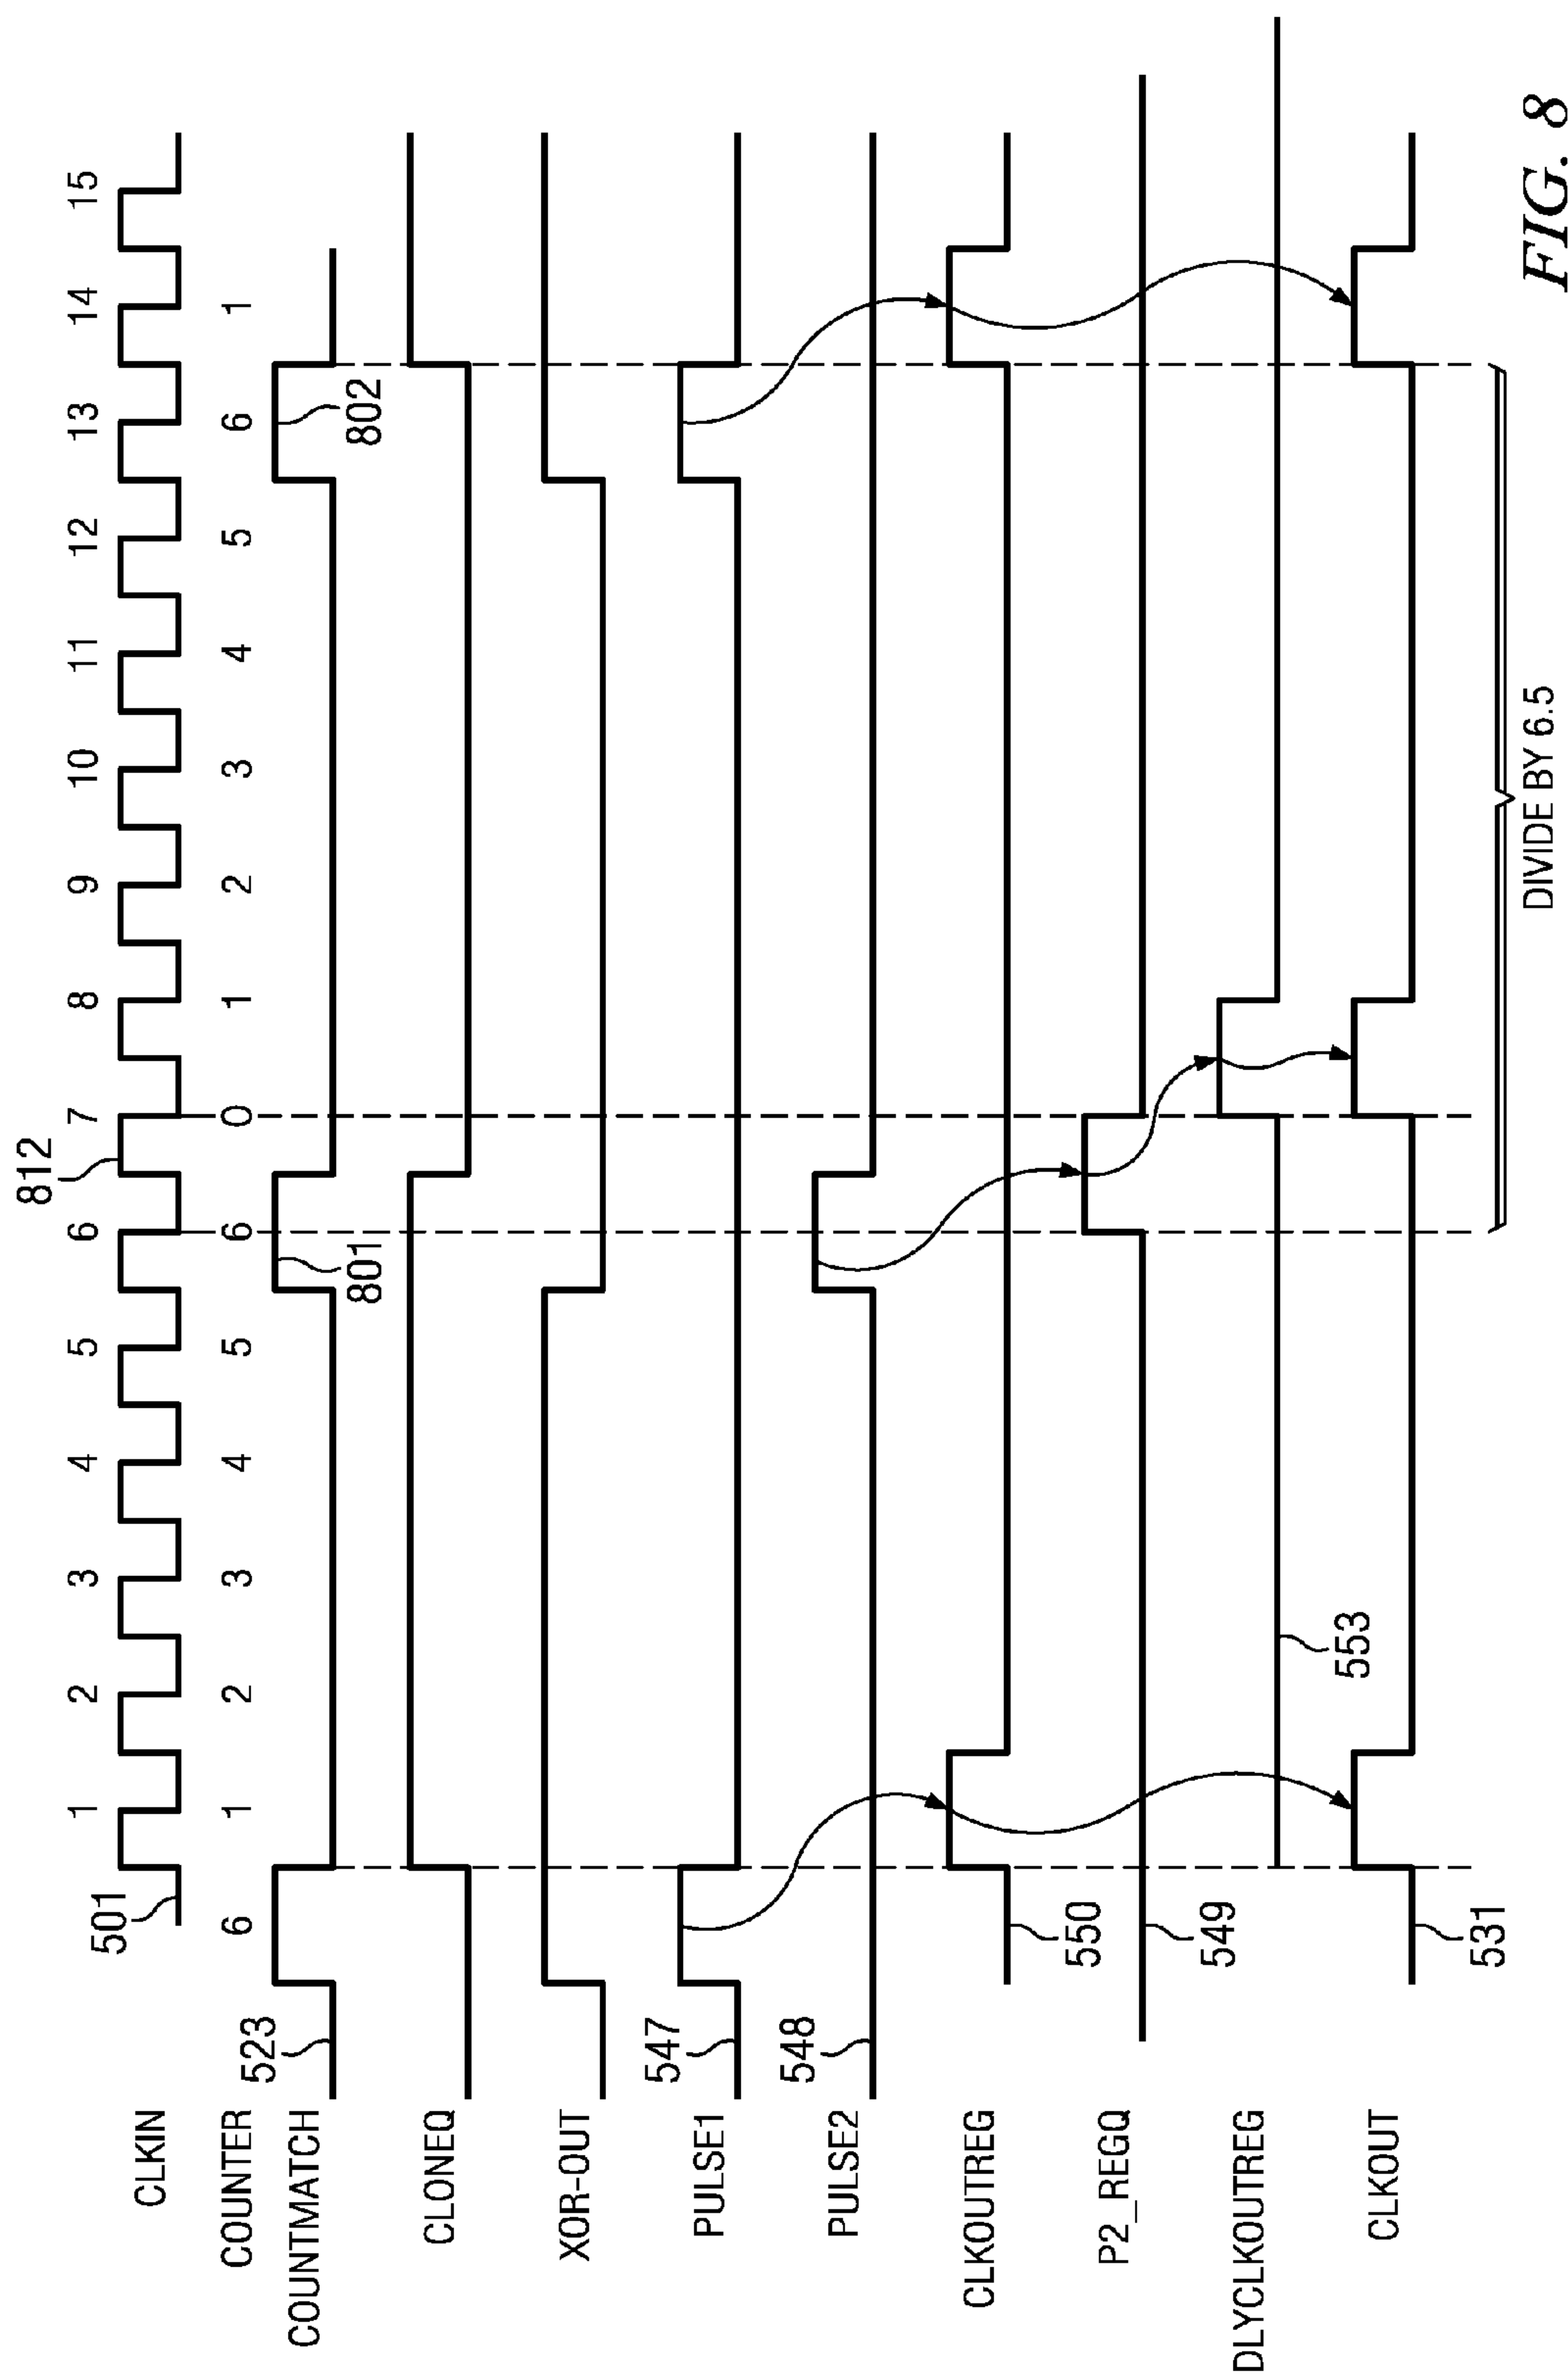 812
501
CLKIN 1 2 3 4 5 6 7 8 9 10 11 12 13 14 15
COUNTER 6 1 2 3 4 5 6 0 1 2 3 4 5 6 1
523
COUNTMATCH
801
802
CLONEQ
XOR-OUT
547
PULSE1
548
PULSE2
CLKOUTREG
550
P2_REGQ
549
DLYCLKOUTREG
553
CLKOUT
531
DIVIDE BY 6.5
FIG. 8